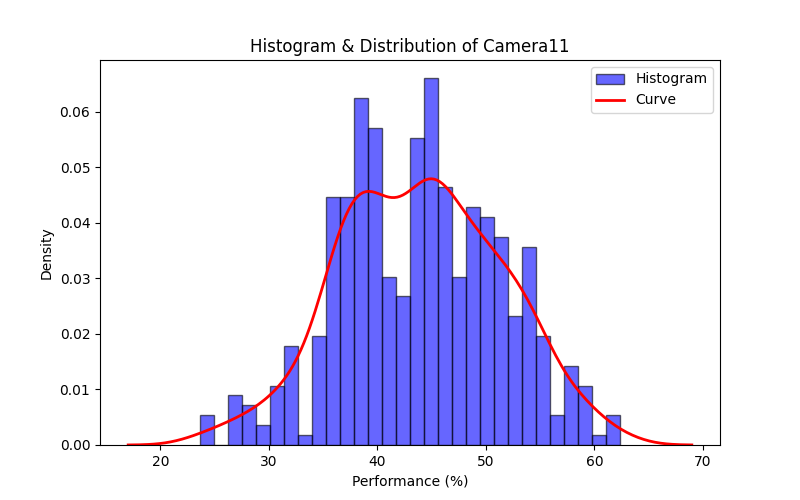 Histogram & Distribution of Camera11
Histogram
Curve
0.06
0.05
0.04
0.03
0.02
0.01
0.00
Density
20 30 40 50 60 70
Performance (%)